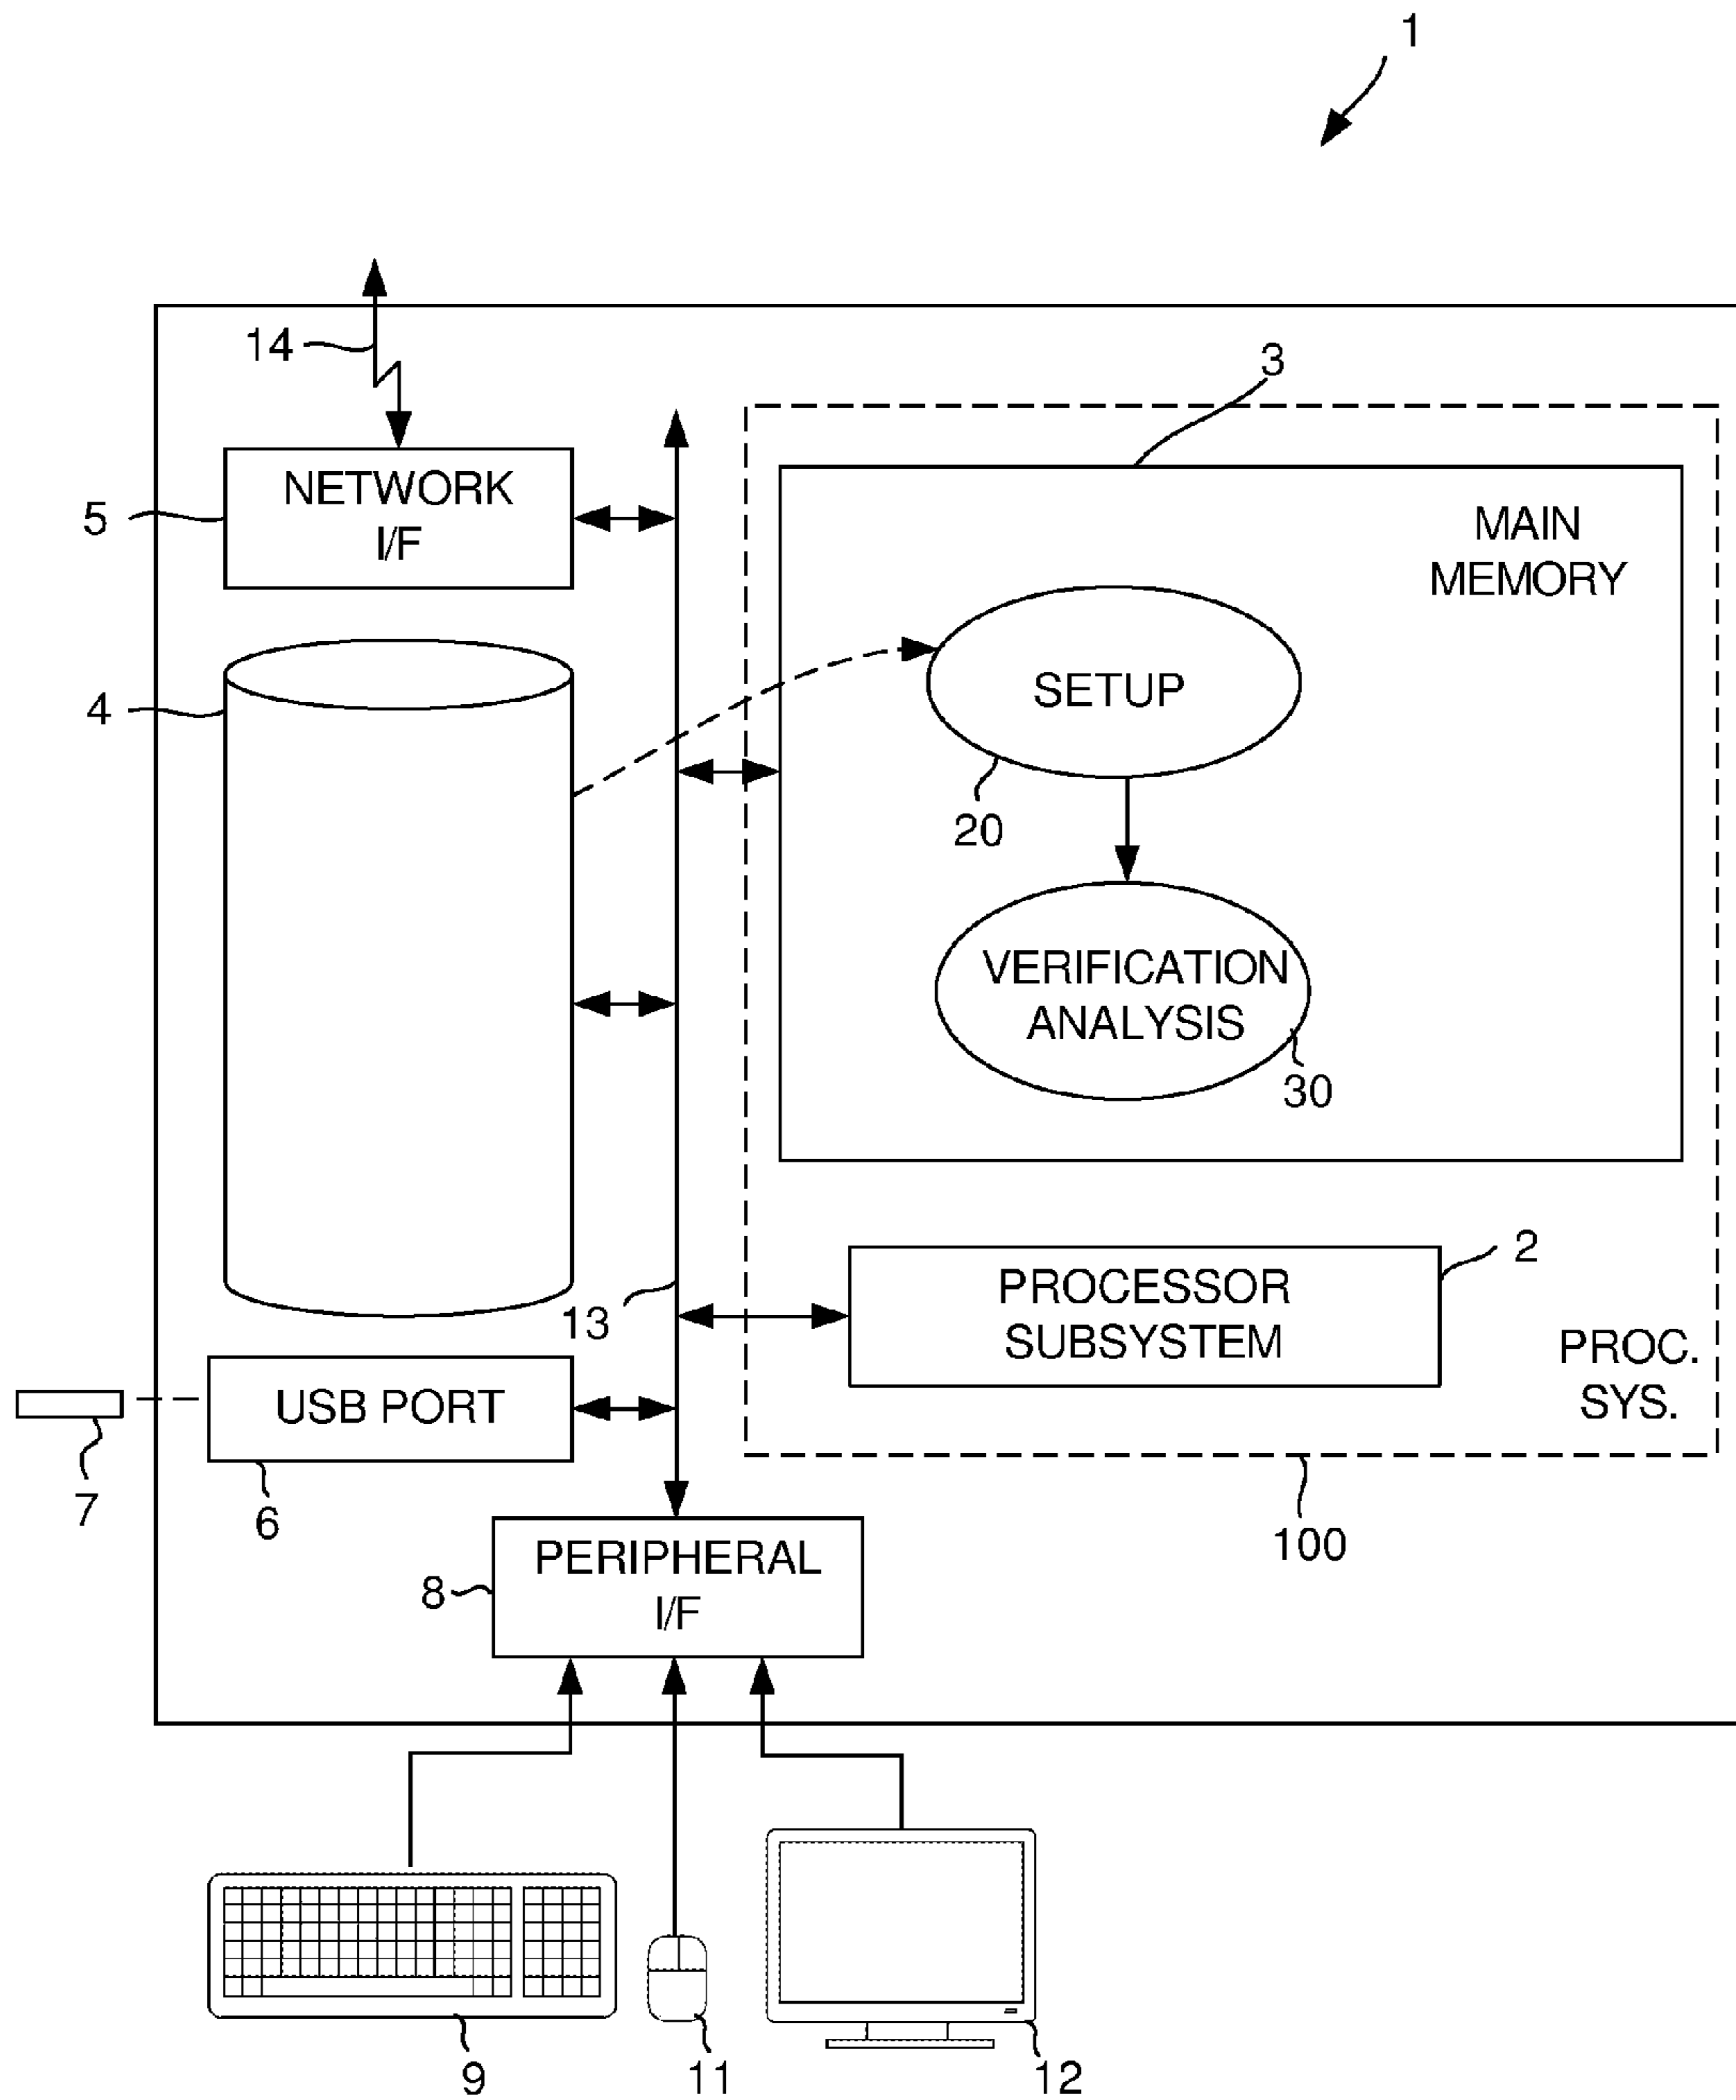 1
14
3
NETWORK
I/F
5
MAIN
MEMORY
4
SETUP
20
VERIFICATION
ANALYSIS
30
2
PROCESSOR
SUBSYSTEM
13
PROC.
SYS.
USB PORT
7
6
100
PERIPHERAL
I/F
8
9
11
12